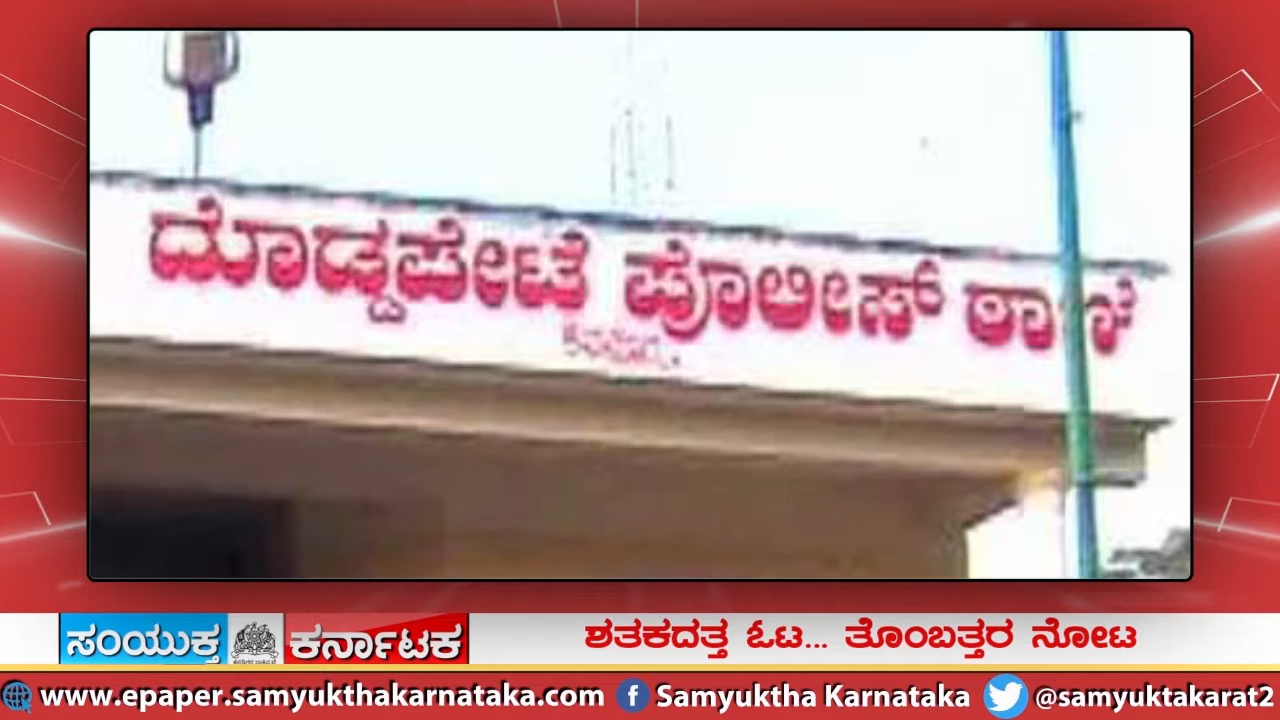 ದೊಡ್ಡಪೇಟೆ ಪೊಲೀಸ್ ಠಾಣೆ
ಸಂಯುಕ್ತ ಕರ್ನಾಟಕ
ಶತಕದತ್ತ ಓಟ... ತೊಂಬತ್ತರ ನೋಟ
www.epaper.samyukthakarnataka.com Samyuktha Karnataka @samyuktakarat2